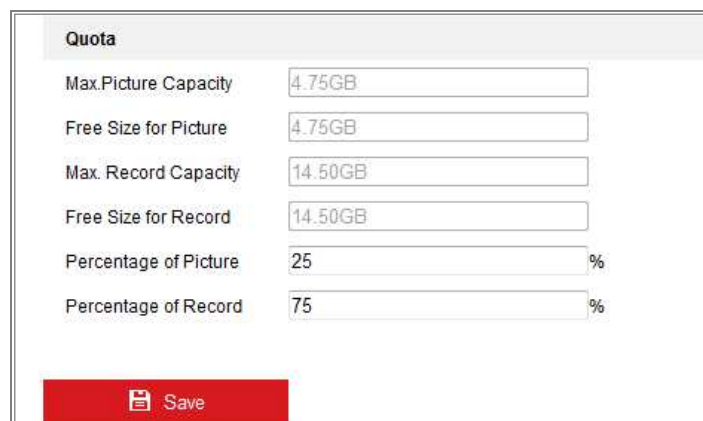 Quota
Max.Picture Capacity 4.75GB
Free Size for Picture 4.75GB
Max. Record Capacity 14.50GB
Free Size for Record 14.50GB
Percentage of Picture 25 %
Percentage of Record 75 %
Save